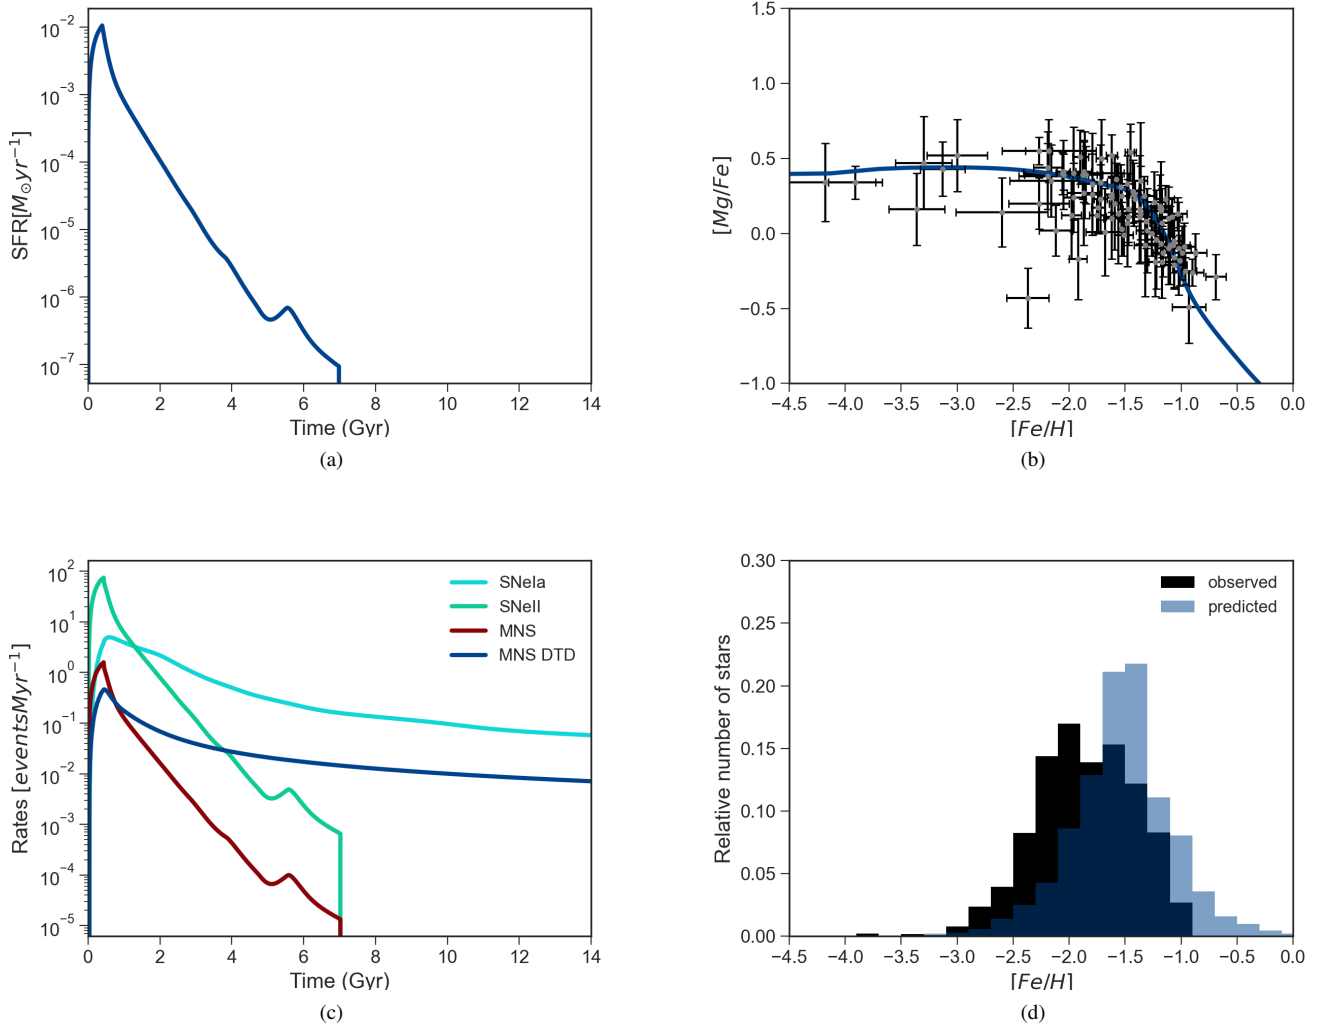 10⁻²
10⁻³
10⁻⁴
10⁻⁵
10⁻⁶
10⁻⁷
SFR[M⊙yr⁻¹]
0 2 4 6 8 10 12 14
Time (Gyr)
(a)
1.5
1.0
0.5
0.0
−0.5
−1.0
[Mg/Fe]
−4.5 −4.0 −3.5 −3.0 −2.5 −2.0 −1.5 −1.0 −0.5 0.0
[Fe/H]
(b)
10²
10¹
10⁰
10⁻¹
10⁻²
10⁻³
10⁻⁴
10⁻⁵
Rates [eventsMyr⁻¹]
SNeIa
SNeII
MNS
MNS DTD
0 2 4 6 8 10 12 14
Time (Gyr)
(c)
0.30
0.25
0.20
0.15
0.10
0.05
0.00
Relative number of stars
observed
predicted
−4.5 −4.0 −3.5 −3.0 −2.5 −2.0 −1.5 −1.0 −0.5 0.0
[Fe/H]
(d)